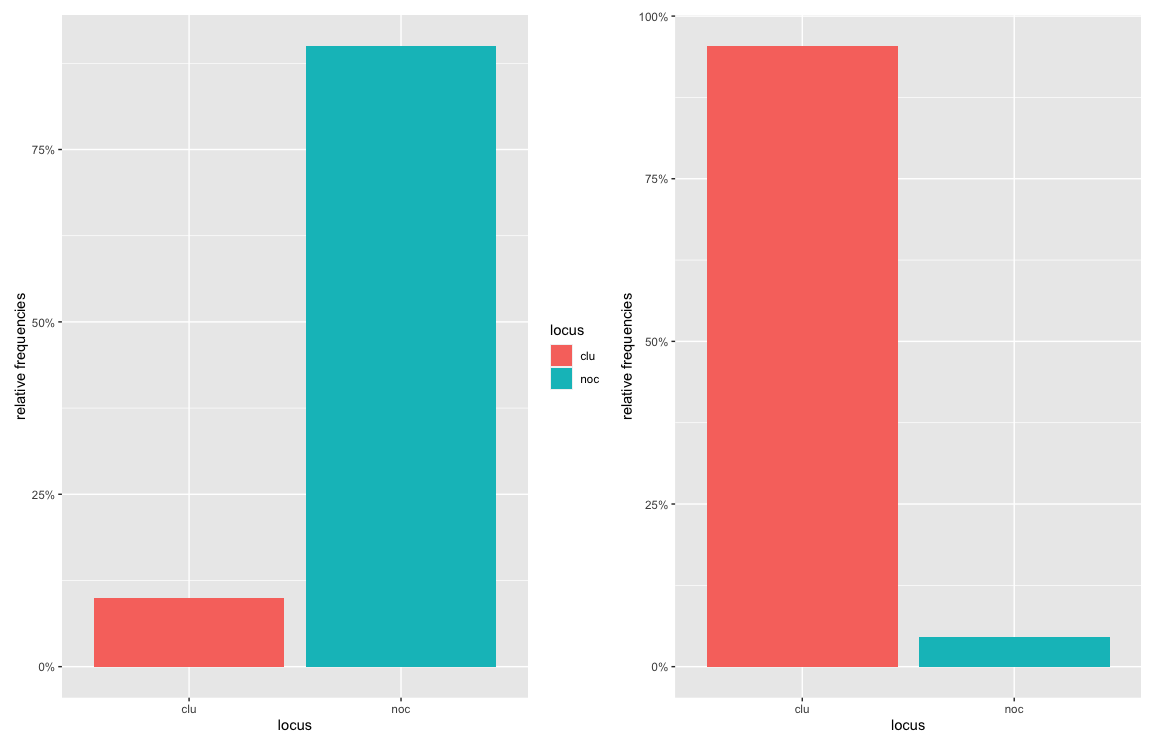 75%
50%
25%
0%
relative frequencies
clu
noc
locus
locus
clu
noc
100%
75%
50%
25%
0%
relative frequencies
clu
noc
locus